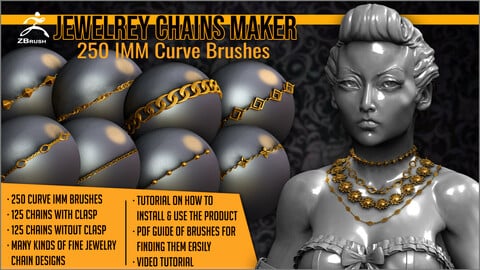 ZBRUSH
JEWELREY CHAINS MAKER
250 IMM Curve Brushes
· 250 CURVE IMM BRUSHES
· 125 CHAINS WITH CLASP
· 125 CHAINS WITOUT CLASP
· MANY KINDS OF FINE JEWELRY
CHAIN DESIGNS
· TUTORIAL ON HOW TO
INSTALL & USE THE PRODUCT
· PDF GUIDE OF BRUSHES FOR
FINDING THEM EASILY
· VIDEO TUTORIAL